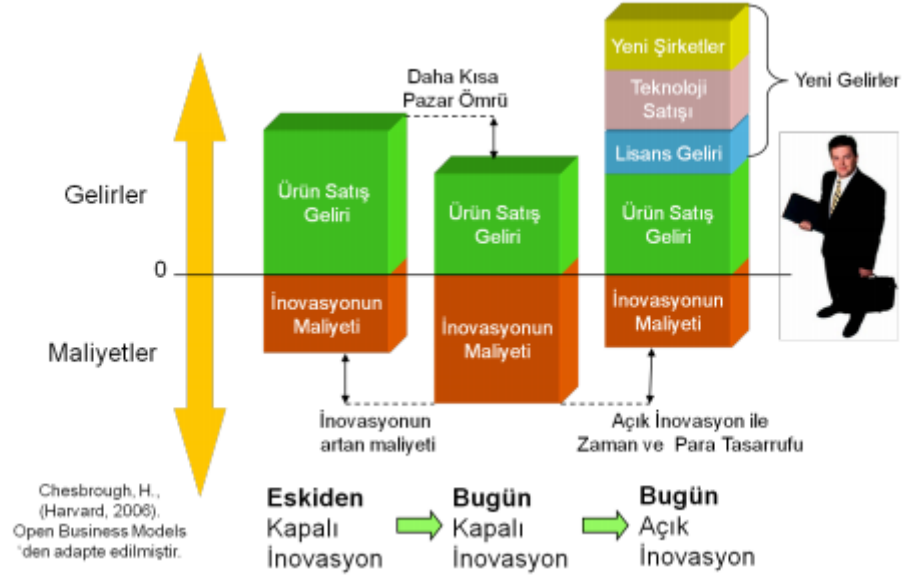 Yeni Şirketler
Teknoloji
Satışı
Lisans Geliri
Yeni Gelirler
Daha Kısa
Pazar Ömrü
Gelirler
Ürün Satış
Geliri
Ürün Satış
Geliri
Ürün Satış
Geliri
0
Maliyetler
İnovasyonun
Maliyeti
İnovasyonun
Maliyeti
İnovasyonun
Maliyeti
İnovasyonun
artan maliyeti
Açık İnovasyon ile
Zaman ve Para Tasarrufu
Chesbrough, H.,
(Harvard, 2006).
Open Business Models
'den adapte edilmiştir.
Eskiden
Kapalı
İnovasyon
Bugün
Kapalı
İnovasyon
Bugün
Açık
İnovasyon